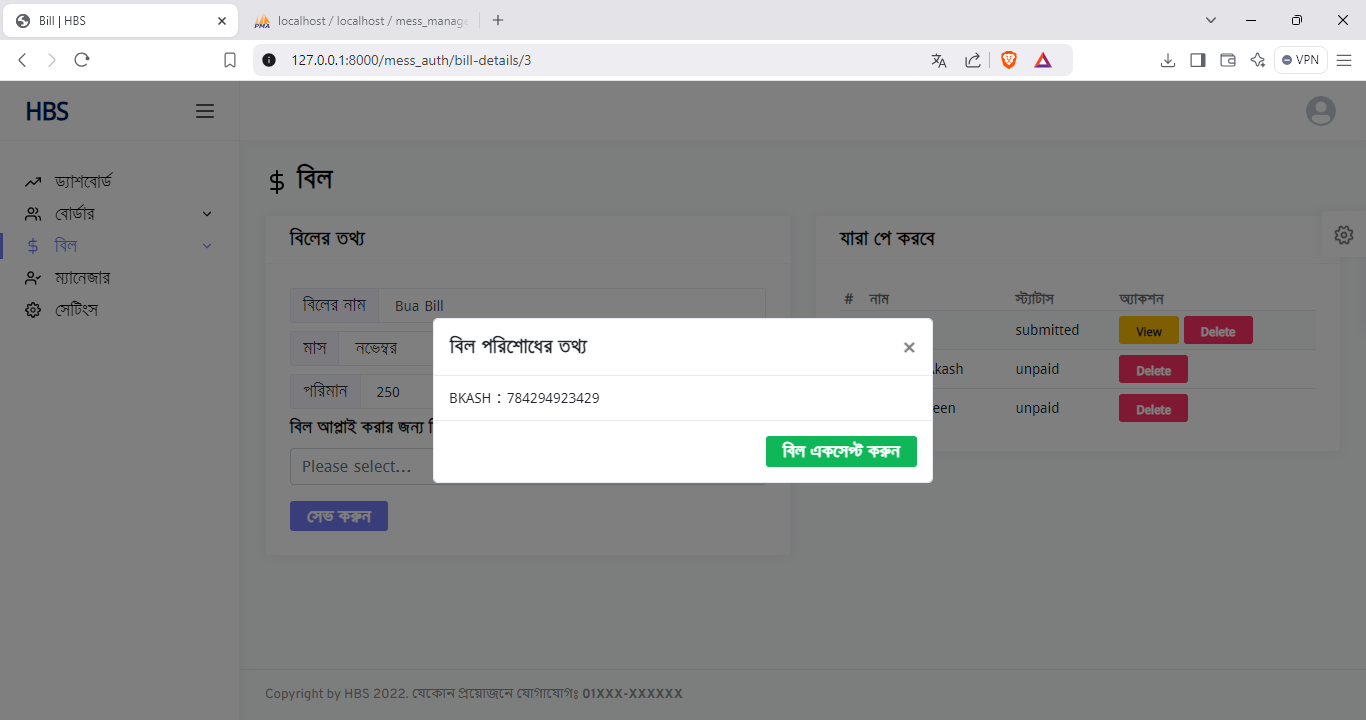 Bill | HBS
localhost / localhost / mess_manage
127.0.0.1:8000/mess_auth/bill-details/3
VPN
HBS
ড্যাশবোর্ড
বোর্ডার
বিল
ম্যানেজার
সেটিংস
$ বিল
বিলের তথ্য
বিলের নাম Bua Bill
মাস নভেম্বর
পরিমান 250
বিল আপ্লাই করার জন্য
Please select...
সেভ করুন
যারা পে করবে
# নাম স্ট্যাটাস অ্যাকশন
submitted View Delete
Akash unpaid Delete
een unpaid Delete
বিল পরিশোধের তথ্য ×
BKASH : 784294923429
বিল একসেপ্ট করুন
Copyright by HBS 2022. যেকোন প্রয়োজনে যোগাযোগঃ 01XXX-XXXXXX